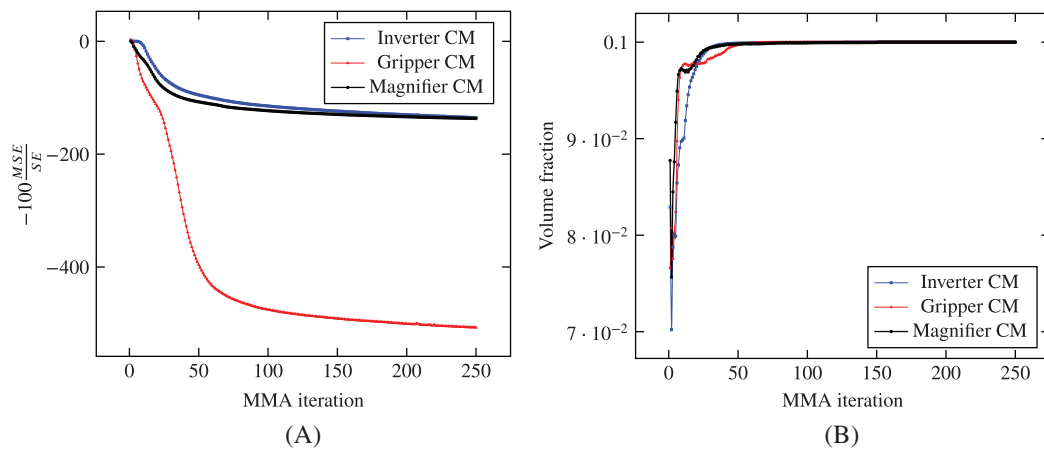 0
−200
−400
0
50
100
150
200
250
−100 MSE/SE
MMA iteration
Inverter CM
Gripper CM
Magnifier CM
(A)
0.1
9 · 10⁻²
8 · 10⁻²
7 · 10⁻²
0
50
100
150
200
250
Volume fraction
MMA iteration
Inverter CM
Gripper CM
Magnifier CM
(B)